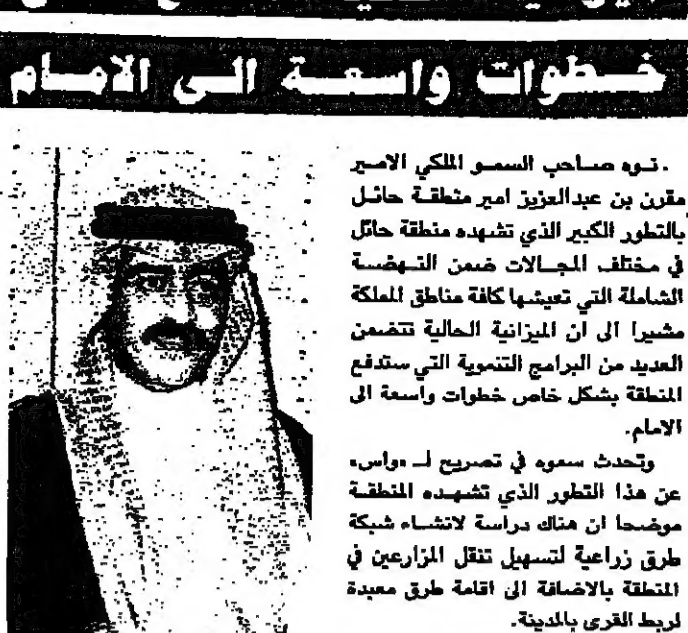 خطوات واسعة الى الامام
.نوه صاحب السمو الملكي الامير
مقرن بن عبدالعزيز امير منطقة حائل
بالتطور الكبير الذي تشهده منطقة حائل
في مختلف المجالات ضمن النهضة
الشاملة التي تعيشها كافة مناطق المملكة
مشيرا الى ان الميزانية الحالية تتضمن
العديد من البرامج التنموية التي ستدفع
المنطقة بشكل خاص خطوات واسعة الى
الامام.
وتحدث سموه في تصريح لـ «واس»
عن هذا التطور الذي تشهده المنطقة
موضحا ان هناك دراسة لانشاء شبكة
طرق زراعية لتسهيل تنقل المزارعين في
المنطقة بالاضافة الى اقامة طرق معبدة
لربط القرى بالمدينة.